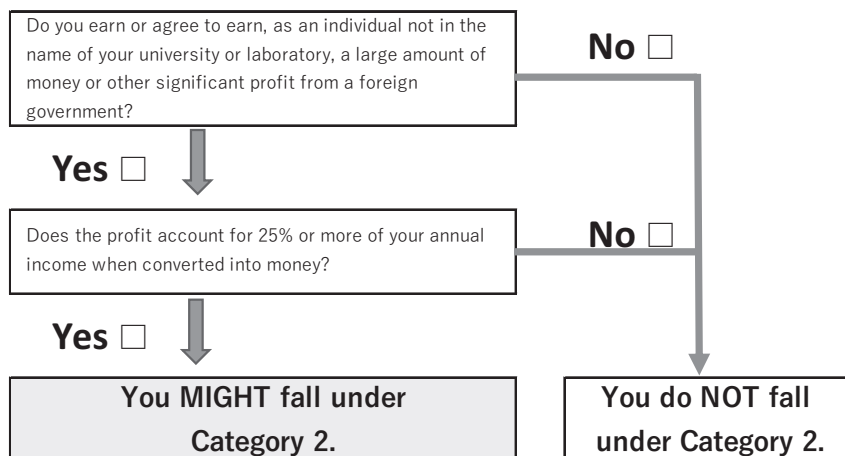 Do you earn or agree to earn, as an individual not in the
name of your university or laboratory, a large amount of
money or other significant profit from a foreign
government?
No □
Yes □
Does the profit account for 25% or more of your annual
income when converted into money?
No □
Yes □
You MIGHT fall under
Category 2.
You do NOT fall
under Category 2.